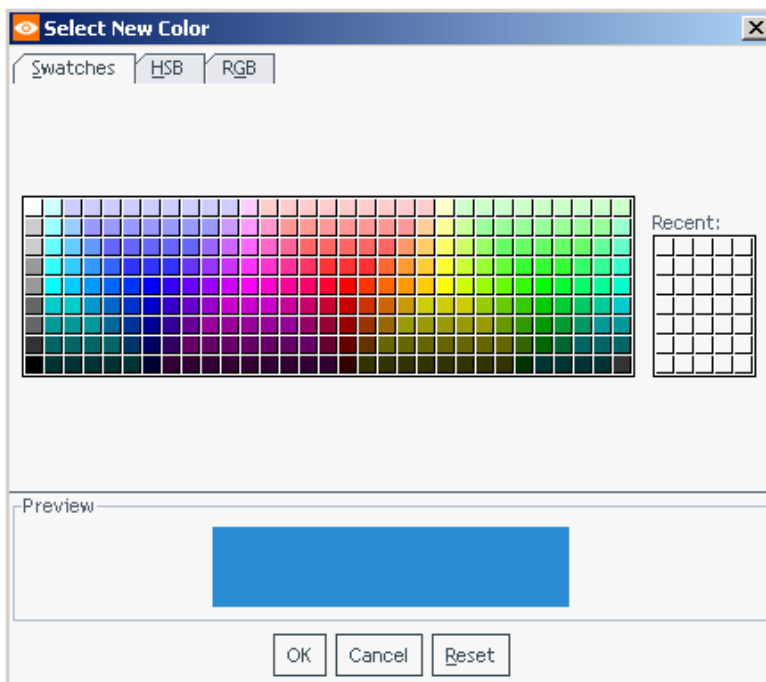 Select New Color
Swatches HSB RGB
Recent:
Preview
OK Cancel Reset